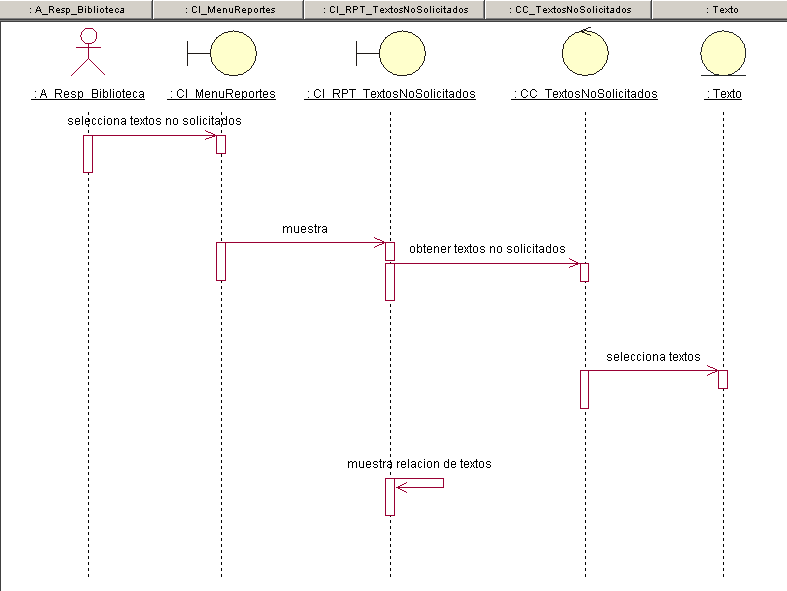 : A_Resp_Biblioteca
: CI_MenuReportes
: CI_RPT_TextosNoSolicitados
: CC_TextosNoSolicitados
: Texto
: A_Resp_Biblioteca
: CI_MenuReportes
: CI_RPT_TextosNoSolicitados
: CC_TextosNoSolicitados
: Texto
selecciona textos no solicitados
muestra
obtener textos no solicitados
selecciona textos
muestra relacion de textos